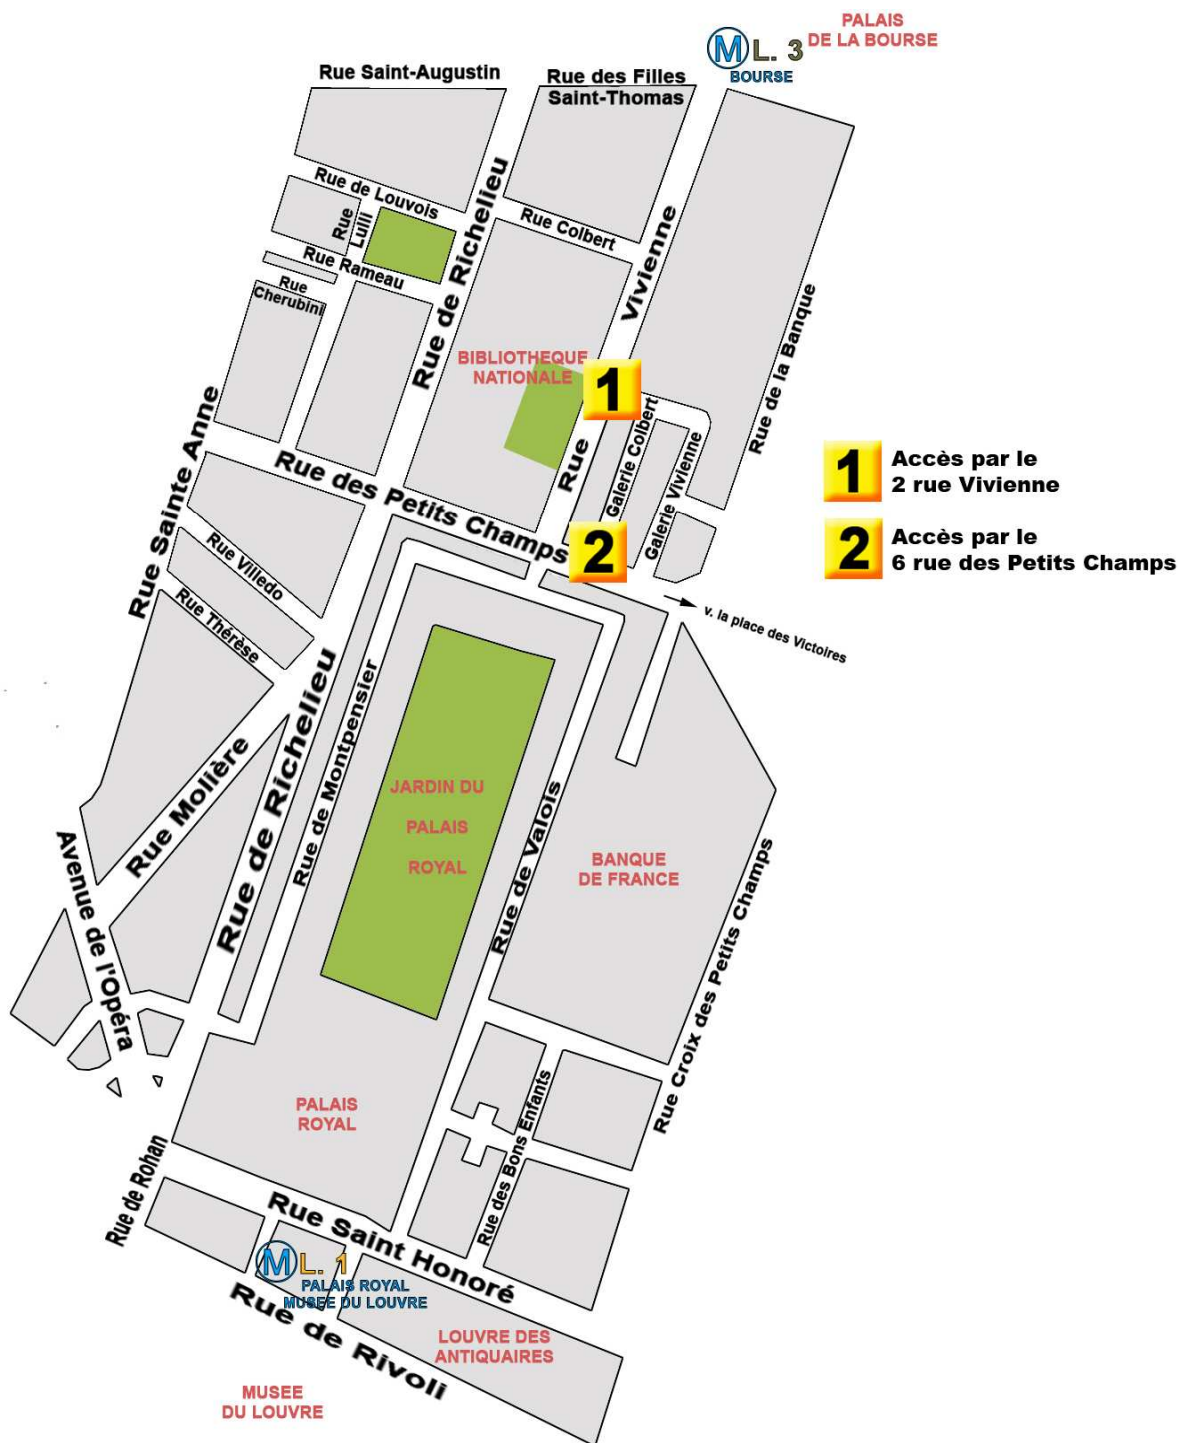 PALAIS
DE LA BOURSE
M L. 3
BOURSE
Rue Saint-Augustin
Rue des Filles
Saint-Thomas
Rue de Louvois
Rue
Lulli
Rue Colbert
Rue Rameau
Rue
Cherubini
Rue de Richelieu
Vivienne
Rue
BIBLIOTHEQUE
NATIONALE
1
Rue de la Banque
Galerie Colbert
Galerie Vivienne
Rue Sainte Anne
Rue des Petits Champs
2
1
Accès par le
2 rue Vivienne
2
Accès par le
6 rue des Petits Champs
v. la place des Victoires
Rue Villedo
Rue Thérèse
Rue Molière
Rue de Richelieu
Rue de Montpensier
JARDIN DU
PALAIS
ROYAL
Rue de Valois
BANQUE
DE FRANCE
Rue Croix des Petits Champs
Avenue de l'Opéra
PALAIS
ROYAL
Rue des Bons Enfants
Rue de Rohan
Rue Saint Honoré
M L. 1
PALAIS ROYAL
MUSEE DU LOUVRE
Rue de Rivoli
LOUVRE DES
ANTIQUAIRES
MUSEE
DU LOUVRE